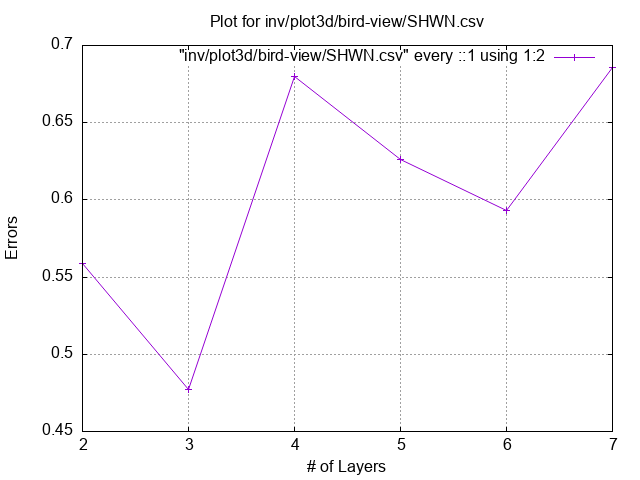 Plot for inv/plot3d/bird-view/SHWN.csv
"inv/plot3d/bird-view/SHWN.csv" every ::1 using 1:2
0.7
0.65
0.6
0.55
0.5
0.45
Errors
2 3 4 5 6 7
# of Layers